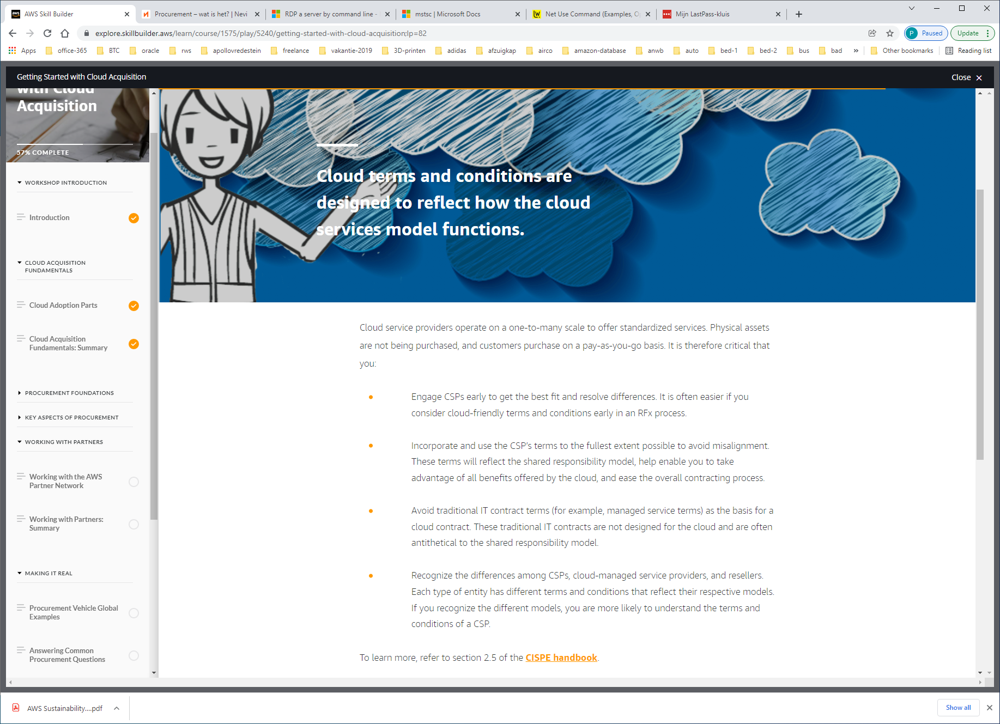 AWS Skill Builder
Procurement – wat is het? | Nevi
RDP a server by command line -
mstsc | Microsoft Docs
Net Use Command (Examples, O
Mijn LastPass-kluis
explore.skillbuilder.aws/learn/course/1575/play/5240/getting-started-with-cloud-acquisition;lp=82
P Paused
Update
Apps
office-365
BTC
oracle
rws
apollovredestein
freelance
vakantie-2019
3D-printen
adidas
afzuigkap
airco
amazon-database
anwb
auto
bed-1
bed-2
bus
bad
»
Other bookmarks
Reading list
Getting Started with Cloud Acquisition
Close
with Cloud
Acquisition
57% COMPLETE
WORKSHOP INTRODUCTION
Introduction
CLOUD ACQUISITION
FUNDAMENTALS
Cloud Adoption Parts
Cloud Acquisition
Fundamentals: Summary
PROCUREMENT FOUNDATIONS
KEY ASPECTS OF PROCUREMENT
WORKING WITH PARTNERS
Working with the AWS
Partner Network
Working with Partners:
Summary
MAKING IT REAL
Procurement Vehicle Global
Examples
Answering Common
Procurement Questions
Cloud terms and conditions are
designed to reflect how the cloud
services model functions.
Cloud service providers operate on a one-to-many scale to offer standardized services. Physical assets
are not being purchased, and customers purchase on a pay-as-you-go basis. It is therefore critical that
you:
Engage CSPs early to get the best fit and resolve differences. It is often easier if you
consider cloud-friendly terms and conditions early in an RFx process.
Incorporate and use the CSP's terms to the fullest extent possible to avoid misalignment.
These terms will reflect the shared responsibility model, help enable you to take
advantage of all benefits offered by the cloud, and ease the overall contracting process.
Avoid traditional IT contract terms (for example, managed service terms) as the basis for a
cloud contract. These traditional IT contracts are not designed for the cloud and are often
antithetical to the shared responsibility model.
Recognize the differences among CSPs, cloud-managed service providers, and resellers.
Each type of entity has different terms and conditions that reflect their respective models.
If you recognize the different models, you are more likely to understand the terms and
conditions of a CSP.
To learn more, refer to section 2.5 of the CISPE handbook.
AWS Sustainability....pdf
Show all